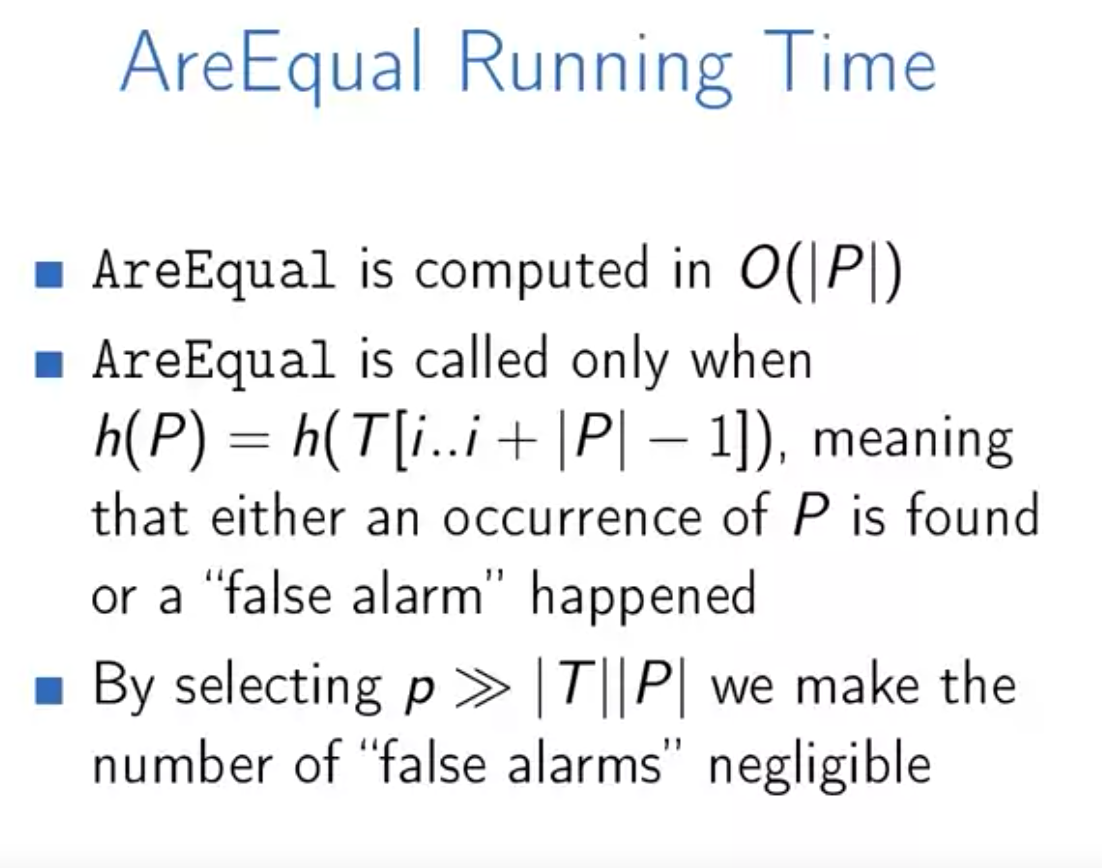 AreEqual Running Time
■ AreEqual is computed in O(|P|)
■ AreEqual is called only when
h(P) = h(T[i..i + |P| − 1]), meaning
that either an occurrence of P is found
or a “false alarm” happened
■ By selecting p ≫ |T||P| we make the
number of “false alarms” negligible